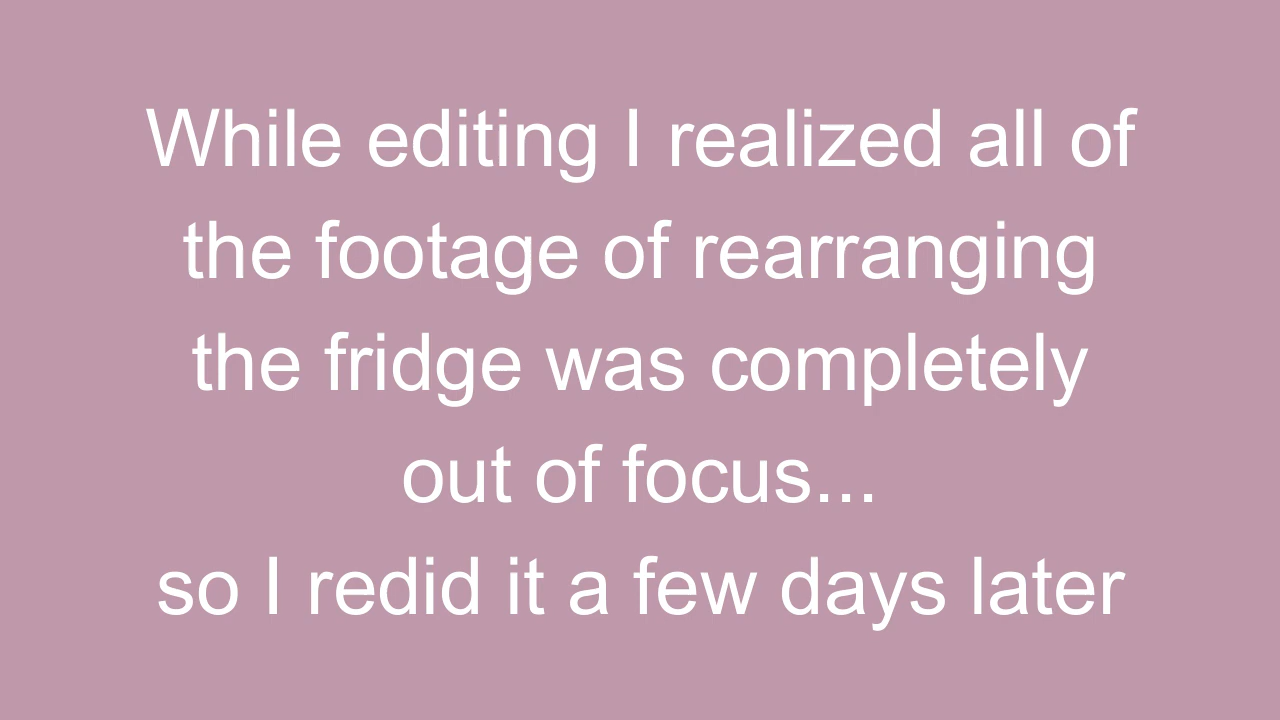 While editing I realized all of
the footage of rearranging
the fridge was completely
out of focus...
so I redid it a few days later